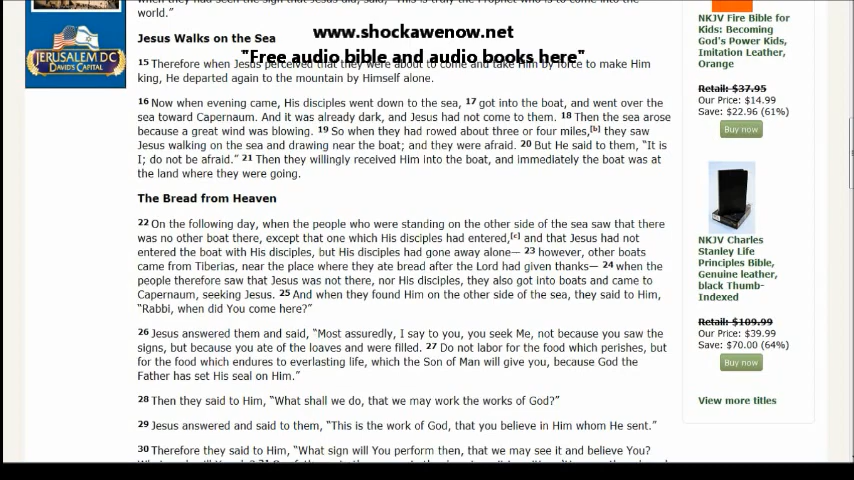 when they had seen the sign that Jesus did, said, "This is truly the Prophet who is to come into the
world."
www.shockawenow.net
"Free audio bible and audio books here"
JERUSALEM DC
DAVID'S CAPITAL
Jesus Walks on the Sea
15 Therefore when Jesus perceived that they were about to come and take Him by force to make Him
king, He departed again to the mountain by Himself alone.
16 Now when evening came, His disciples went down to the sea, 17 got into the boat, and went over the
sea toward Capernaum. And it was already dark, and Jesus had not come to them. 18 Then the sea arose
because a great wind was blowing. 19 So when they had rowed about three or four miles,[b] they saw
Jesus walking on the sea and drawing near the boat; and they were afraid. 20 But He said to them, "It is
I; do not be afraid." 21 Then they willingly received Him into the boat, and immediately the boat was at
the land where they were going.
The Bread from Heaven
22 On the following day, when the people who were standing on the other side of the sea saw that there
was no other boat there, except that one which His disciples had entered,[c] and that Jesus had not
entered the boat with His disciples, but His disciples had gone away alone— 23 however, other boats
came from Tiberias, near the place where they ate bread after the Lord had given thanks— 24 when the
people therefore saw that Jesus was not there, nor His disciples, they also got into boats and came to
Capernaum, seeking Jesus. 25 And when they found Him on the other side of the sea, they said to Him,
"Rabbi, when did You come here?"
26 Jesus answered them and said, "Most assuredly, I say to you, you seek Me, not because you saw the
signs, but because you ate of the loaves and were filled. 27 Do not labor for the food which perishes, but
for the food which endures to everlasting life, which the Son of Man will give you, because God the
Father has set His seal on Him."
28 Then they said to Him, "What shall we do, that we may work the works of God?"
29 Jesus answered and said to them, "This is the work of God, that you believe in Him whom He sent."
30 Therefore they said to Him, "What sign will You perform then, that we may see it and believe You?
NKJV Fire Bible for
Kids: Becoming
God's Power Kids,
Imitation Leather,
Orange
Retail: $37.95
Our Price: $14.99
Save: $22.96 (61%)
Buy now
NKJV Charles
Stanley Life
Principles Bible,
Genuine leather,
black Thumb-
Indexed
Retail: $109.99
Our Price: $39.99
Save: $70.00 (64%)
Buy now
View more titles